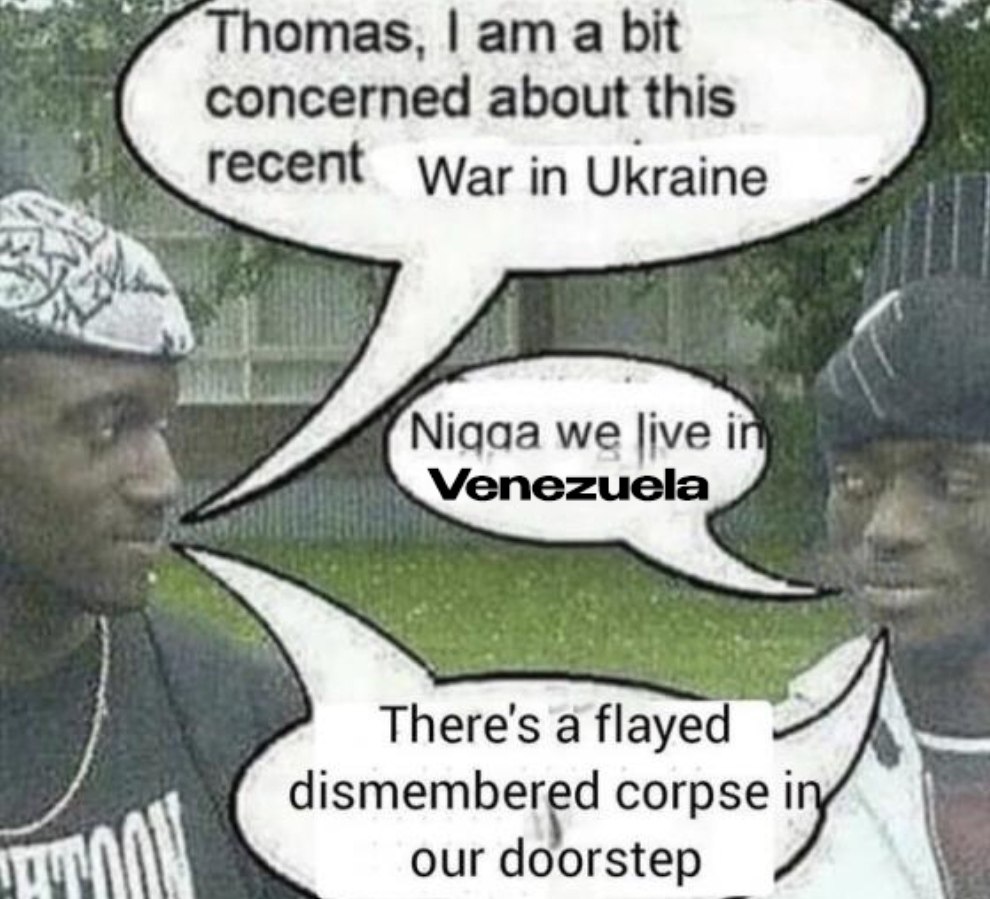 Thomas, I am a bit
concerned about this
recent War in Ukraine
Nigga we live in
Venezuela
There's a flayed
dismembered corpse in
our doorstep